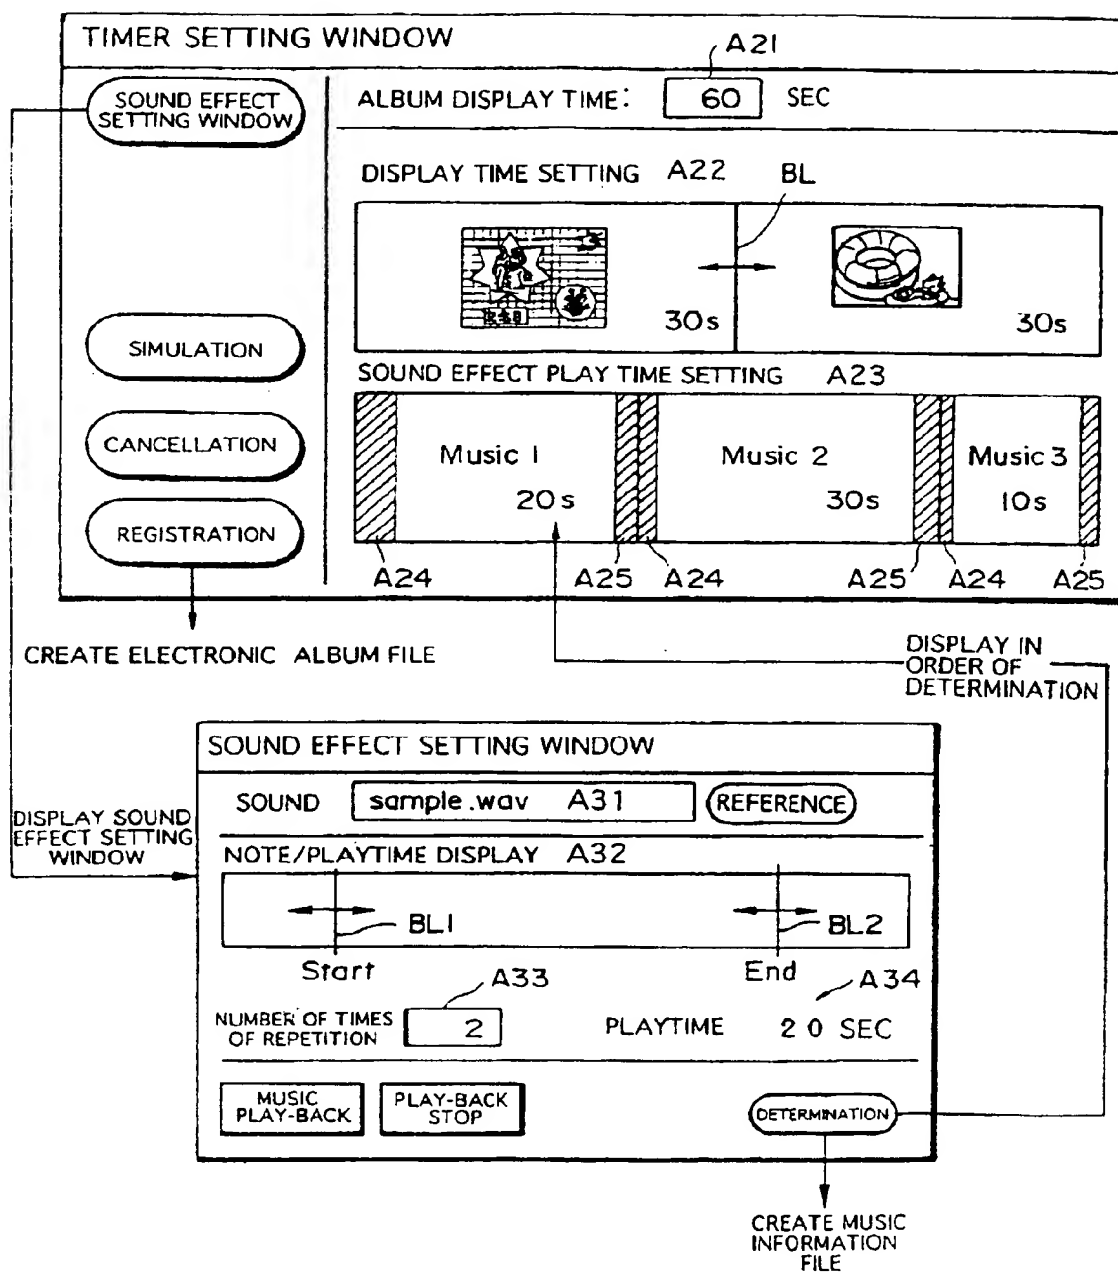 TIMER SETTING WINDOW
A21
SOUND EFFECT
SETTING WINDOW
ALBUM DISPLAY TIME: 60 SEC
DISPLAY TIME SETTING A22 BL
30s 30s
SIMULATION
SOUND EFFECT PLAY TIME SETTING A23
CANCELLATION
Music 1 Music 2 Music 3
20s 30s 10s
REGISTRATION
A24 A25 A24 A25 A24 A25
CREATE ELECTRONIC ALBUM FILE
DISPLAY IN
ORDER OF
DETERMINATION
SOUND EFFECT SETTING WINDOW
SOUND sample.wav A31 REFERENCE
DISPLAY SOUND
EFFECT SETTING
WINDOW
NOTE/PLAYTIME DISPLAY A32
BL1 BL2
Start End
A33 A34
NUMBER OF TIMES
OF REPETITION 2 PLAYTIME 20 SEC
MUSIC
PLAY-BACK
PLAY-BACK
STOP
DETERMINATION
CREATE MUSIC
INFORMATION
FILE